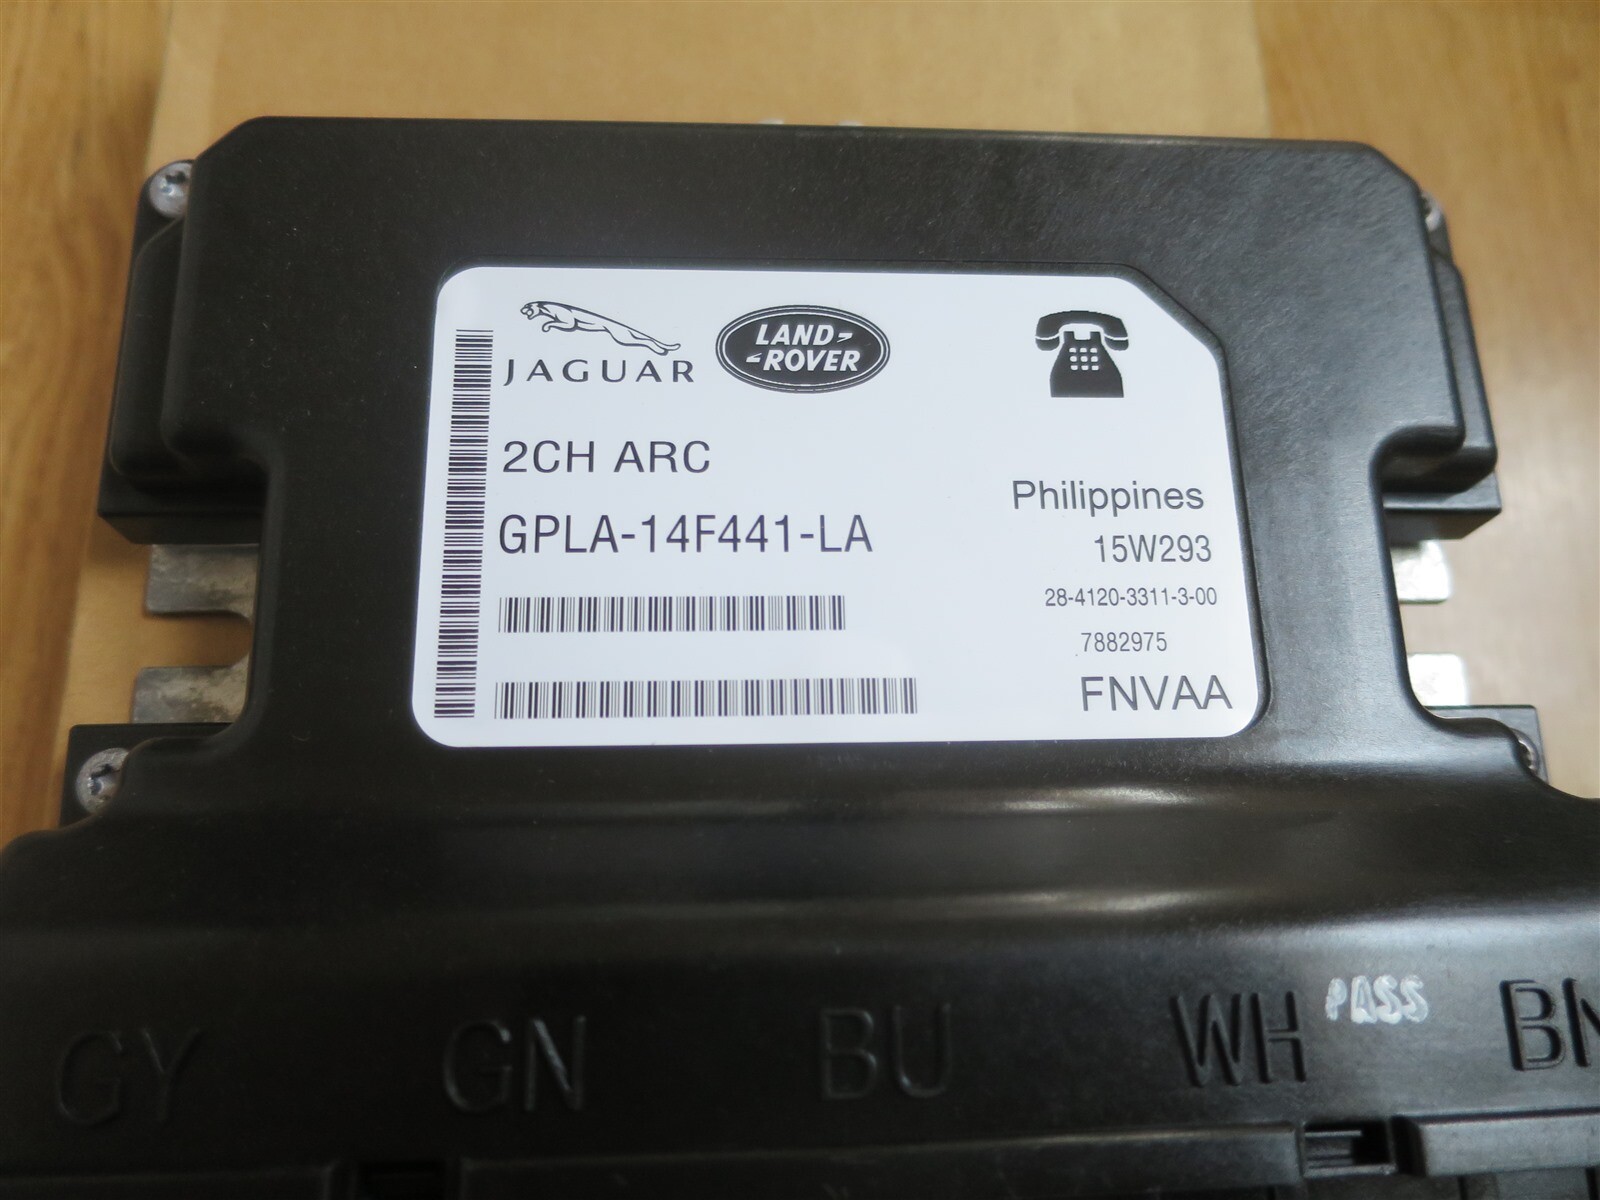 JAGUAR
LAND-
-ROVER
2CH ARC
GPLA-14F441-LA
Philippines
15W293
28-4120-3311-3-00
7882975
FNVAA
GY GN BU WH PASS BN